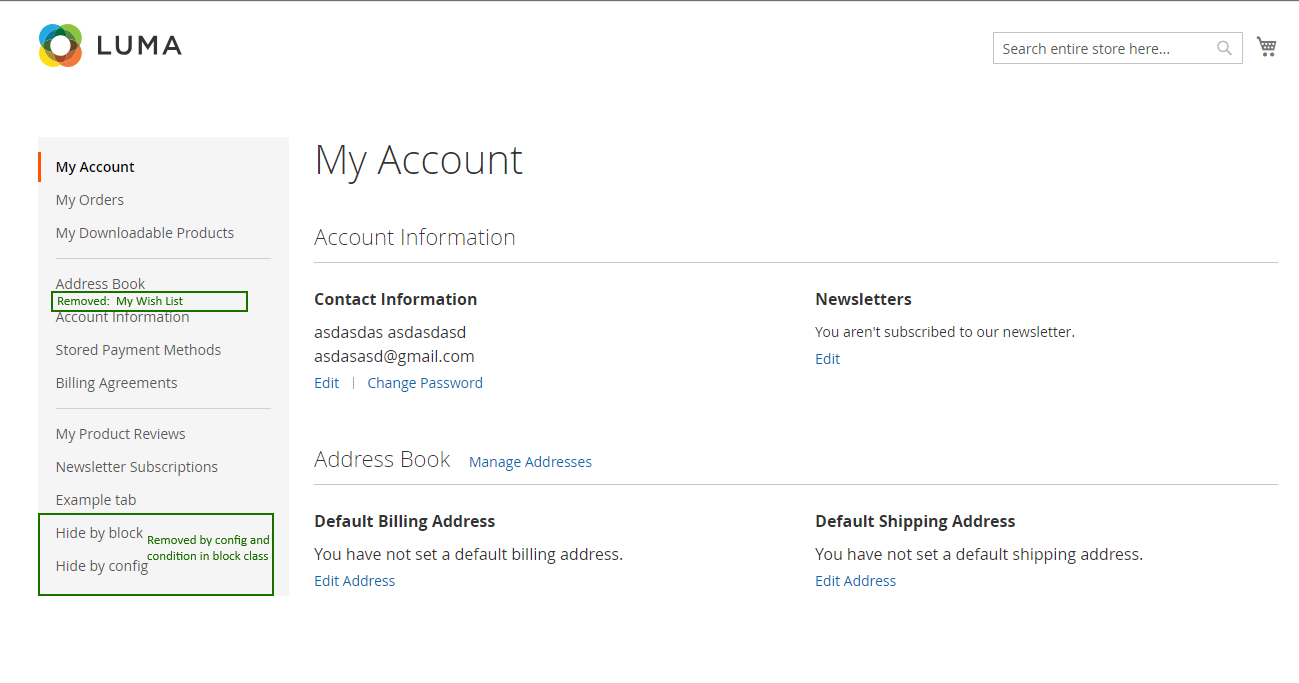 LUMA
Search entire store here...
My Account
My Orders
My Downloadable Products
Address Book
Removed:  My Wish List
Account Information
Stored Payment Methods
Billing Agreements
My Product Reviews
Newsletter Subscriptions
Example tab
Hide by block
Removed by config and
condition in block class
Hide by config
My Account
Account Information
Contact Information
asdasdas asdasdasd
asdasasd@gmail.com
Edit | Change Password
Newsletters
You aren't subscribed to our newsletter.
Edit
Address Book Manage Addresses
Default Billing Address
You have not set a default billing address.
Edit Address
Default Shipping Address
You have not set a default shipping address.
Edit Address